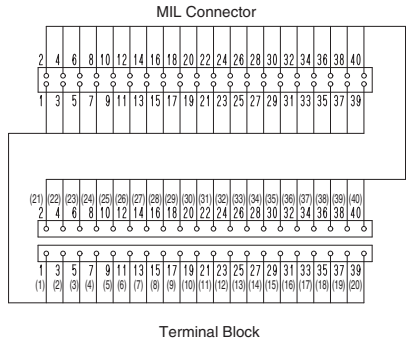 MIL Connector
2 4 6 8 10 12 14 16 18 20 22 24 26 28 30 32 34 36 38 40
1 3 5 7 9 11 13 15 17 19 21 23 25 27 29 31 33 35 37 39
(21) (22) (23) (24) (25) (26) (27) (28) (29) (30) (31) (32) (33) (34) (35) (36) (37) (38) (39) (40)
2 4 6 8 10 12 14 16 18 20 22 24 26 28 30 32 34 36 38 40
1 3 5 7 9 11 13 15 17 19 21 23 25 27 29 31 33 35 37 39
(1) (2) (3) (4) (5) (6) (7) (8) (9) (10) (11) (12) (13) (14) (15) (16) (17) (18) (19) (20)
Terminal Block